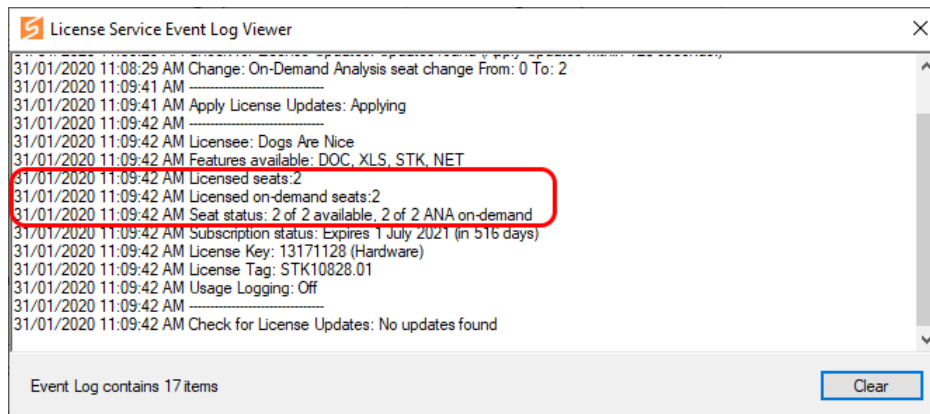 License Service Event Log Viewer
31/01/2020 11:08:29 AM Change: On-Demand Analysis seat change From: 0 To: 2
31/01/2020 11:09:41 AM --------------------------------
31/01/2020 11:09:41 AM Apply License Updates: Applying
31/01/2020 11:09:42 AM --------------------------------
31/01/2020 11:09:42 AM Licensee: Dogs Are Nice
31/01/2020 11:09:42 AM Features available: DOC, XLS, STK, NET
31/01/2020 11:09:42 AM Licensed seats:2
31/01/2020 11:09:42 AM Licensed on-demand seats:2
31/01/2020 11:09:42 AM Seat status: 2 of 2 available, 2 of 2 ANA on-demand
31/01/2020 11:09:42 AM Subscription status: Expires 1 July 2021 (in 516 days)
31/01/2020 11:09:42 AM License Key: 13171128 (Hardware)
31/01/2020 11:09:42 AM License Tag: STK10828.01
31/01/2020 11:09:42 AM Usage Logging: Off
31/01/2020 11:09:42 AM --------------------------------
31/01/2020 11:09:42 AM Check for License Updates: No updates found
Event Log contains 17 items
Clear